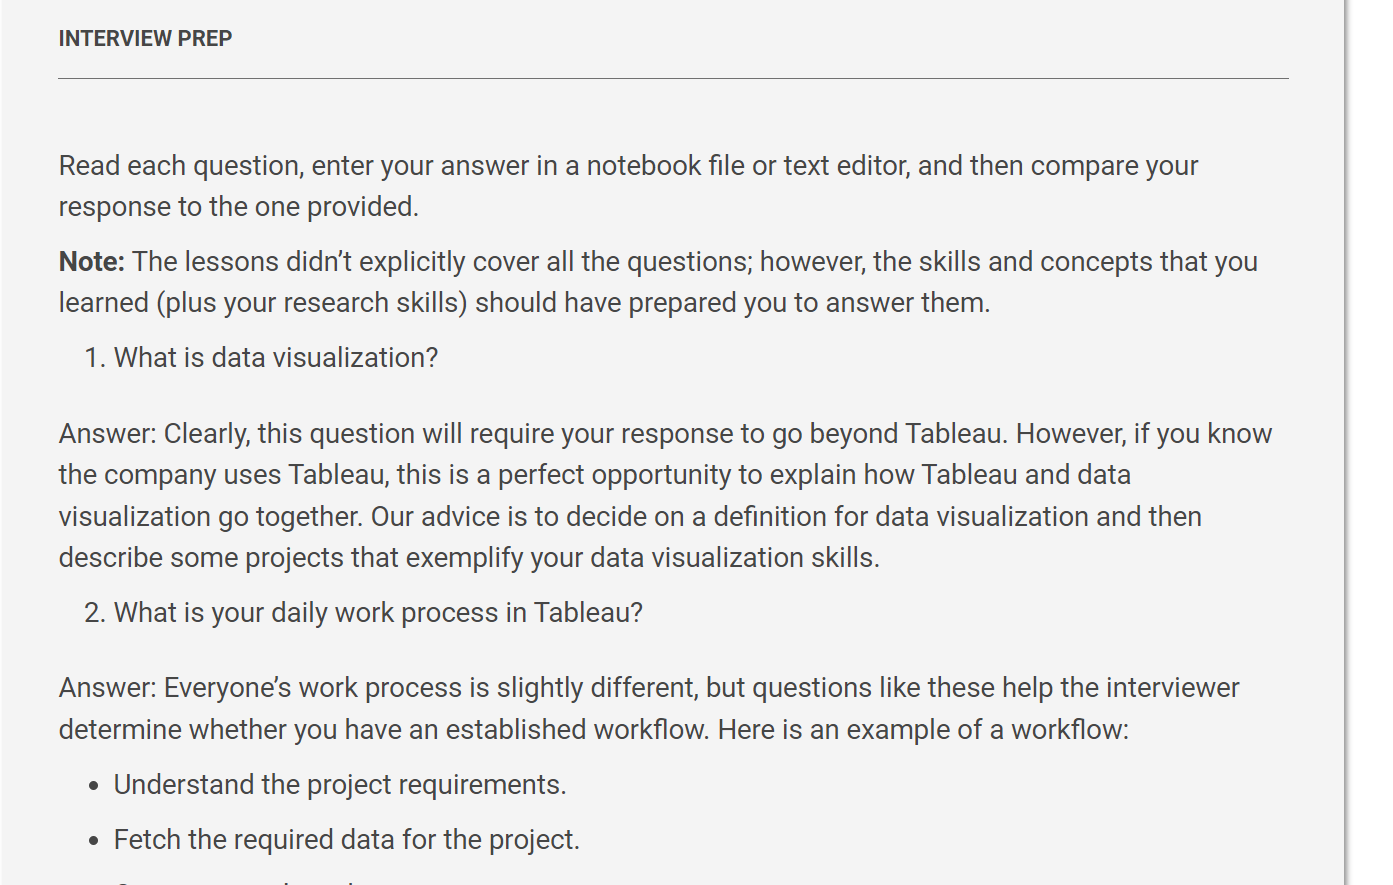 INTERVIEW PREP
Read each question, enter your answer in a notebook file or text editor, and then compare your
response to the one provided.
Note: The lessons didn’t explicitly cover all the questions; however, the skills and concepts that you
learned (plus your research skills) should have prepared you to answer them.
1. What is data visualization?
Answer: Clearly, this question will require your response to go beyond Tableau. However, if you know
the company uses Tableau, this is a perfect opportunity to explain how Tableau and data
visualization go together. Our advice is to decide on a definition for data visualization and then
describe some projects that exemplify your data visualization skills.
2. What is your daily work process in Tableau?
Answer: Everyone’s work process is slightly different, but questions like these help the interviewer
determine whether you have an established workflow. Here is an example of a workflow:
• Understand the project requirements.
• Fetch the required data for the project.